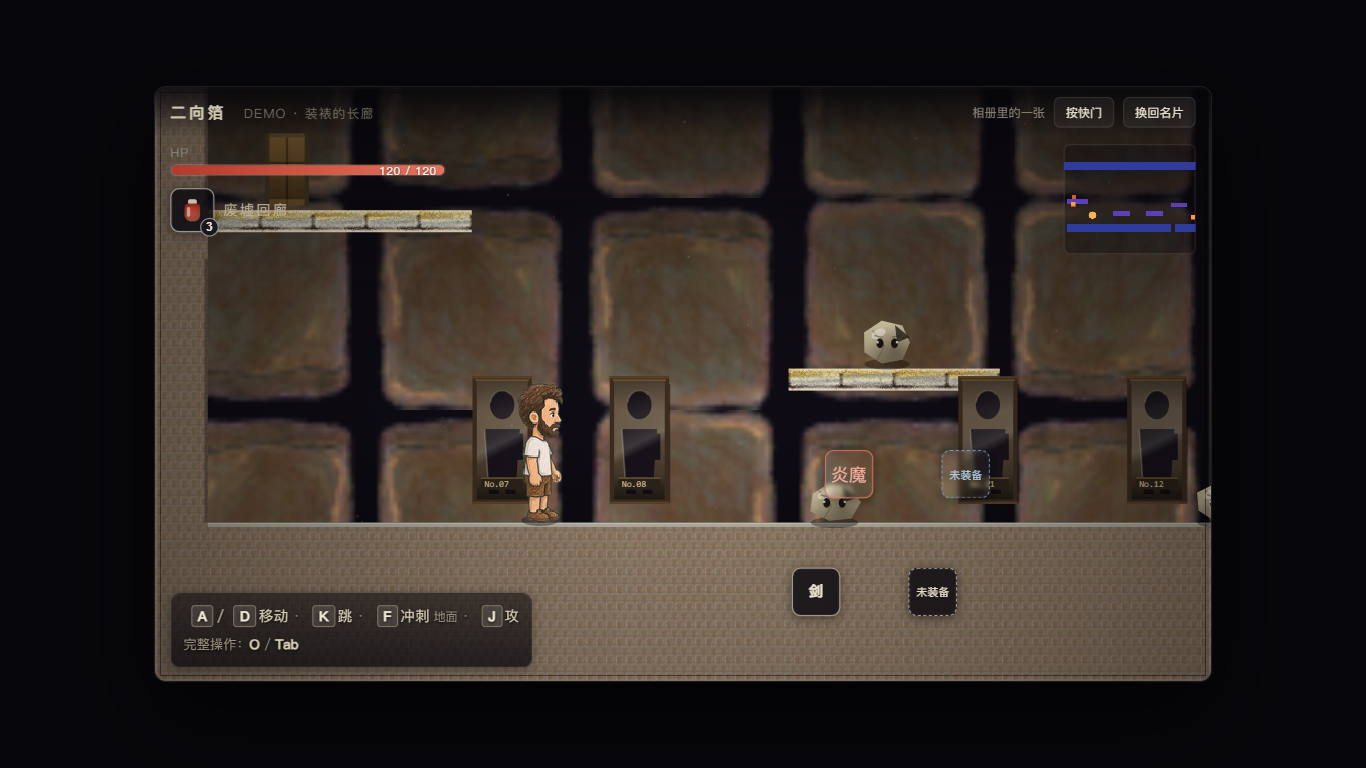 二向箔 DEMO · 装裱的长廊
相册里的一张 按快门 换回名片
HP
120 / 120
3
废墟回廊
No.07
No.08
No.12
炎魔
未装备
剑
未装备
A / D 移动 · K 跳 · F 冲刺 地面 · J 攻
完整操作: O / Tab